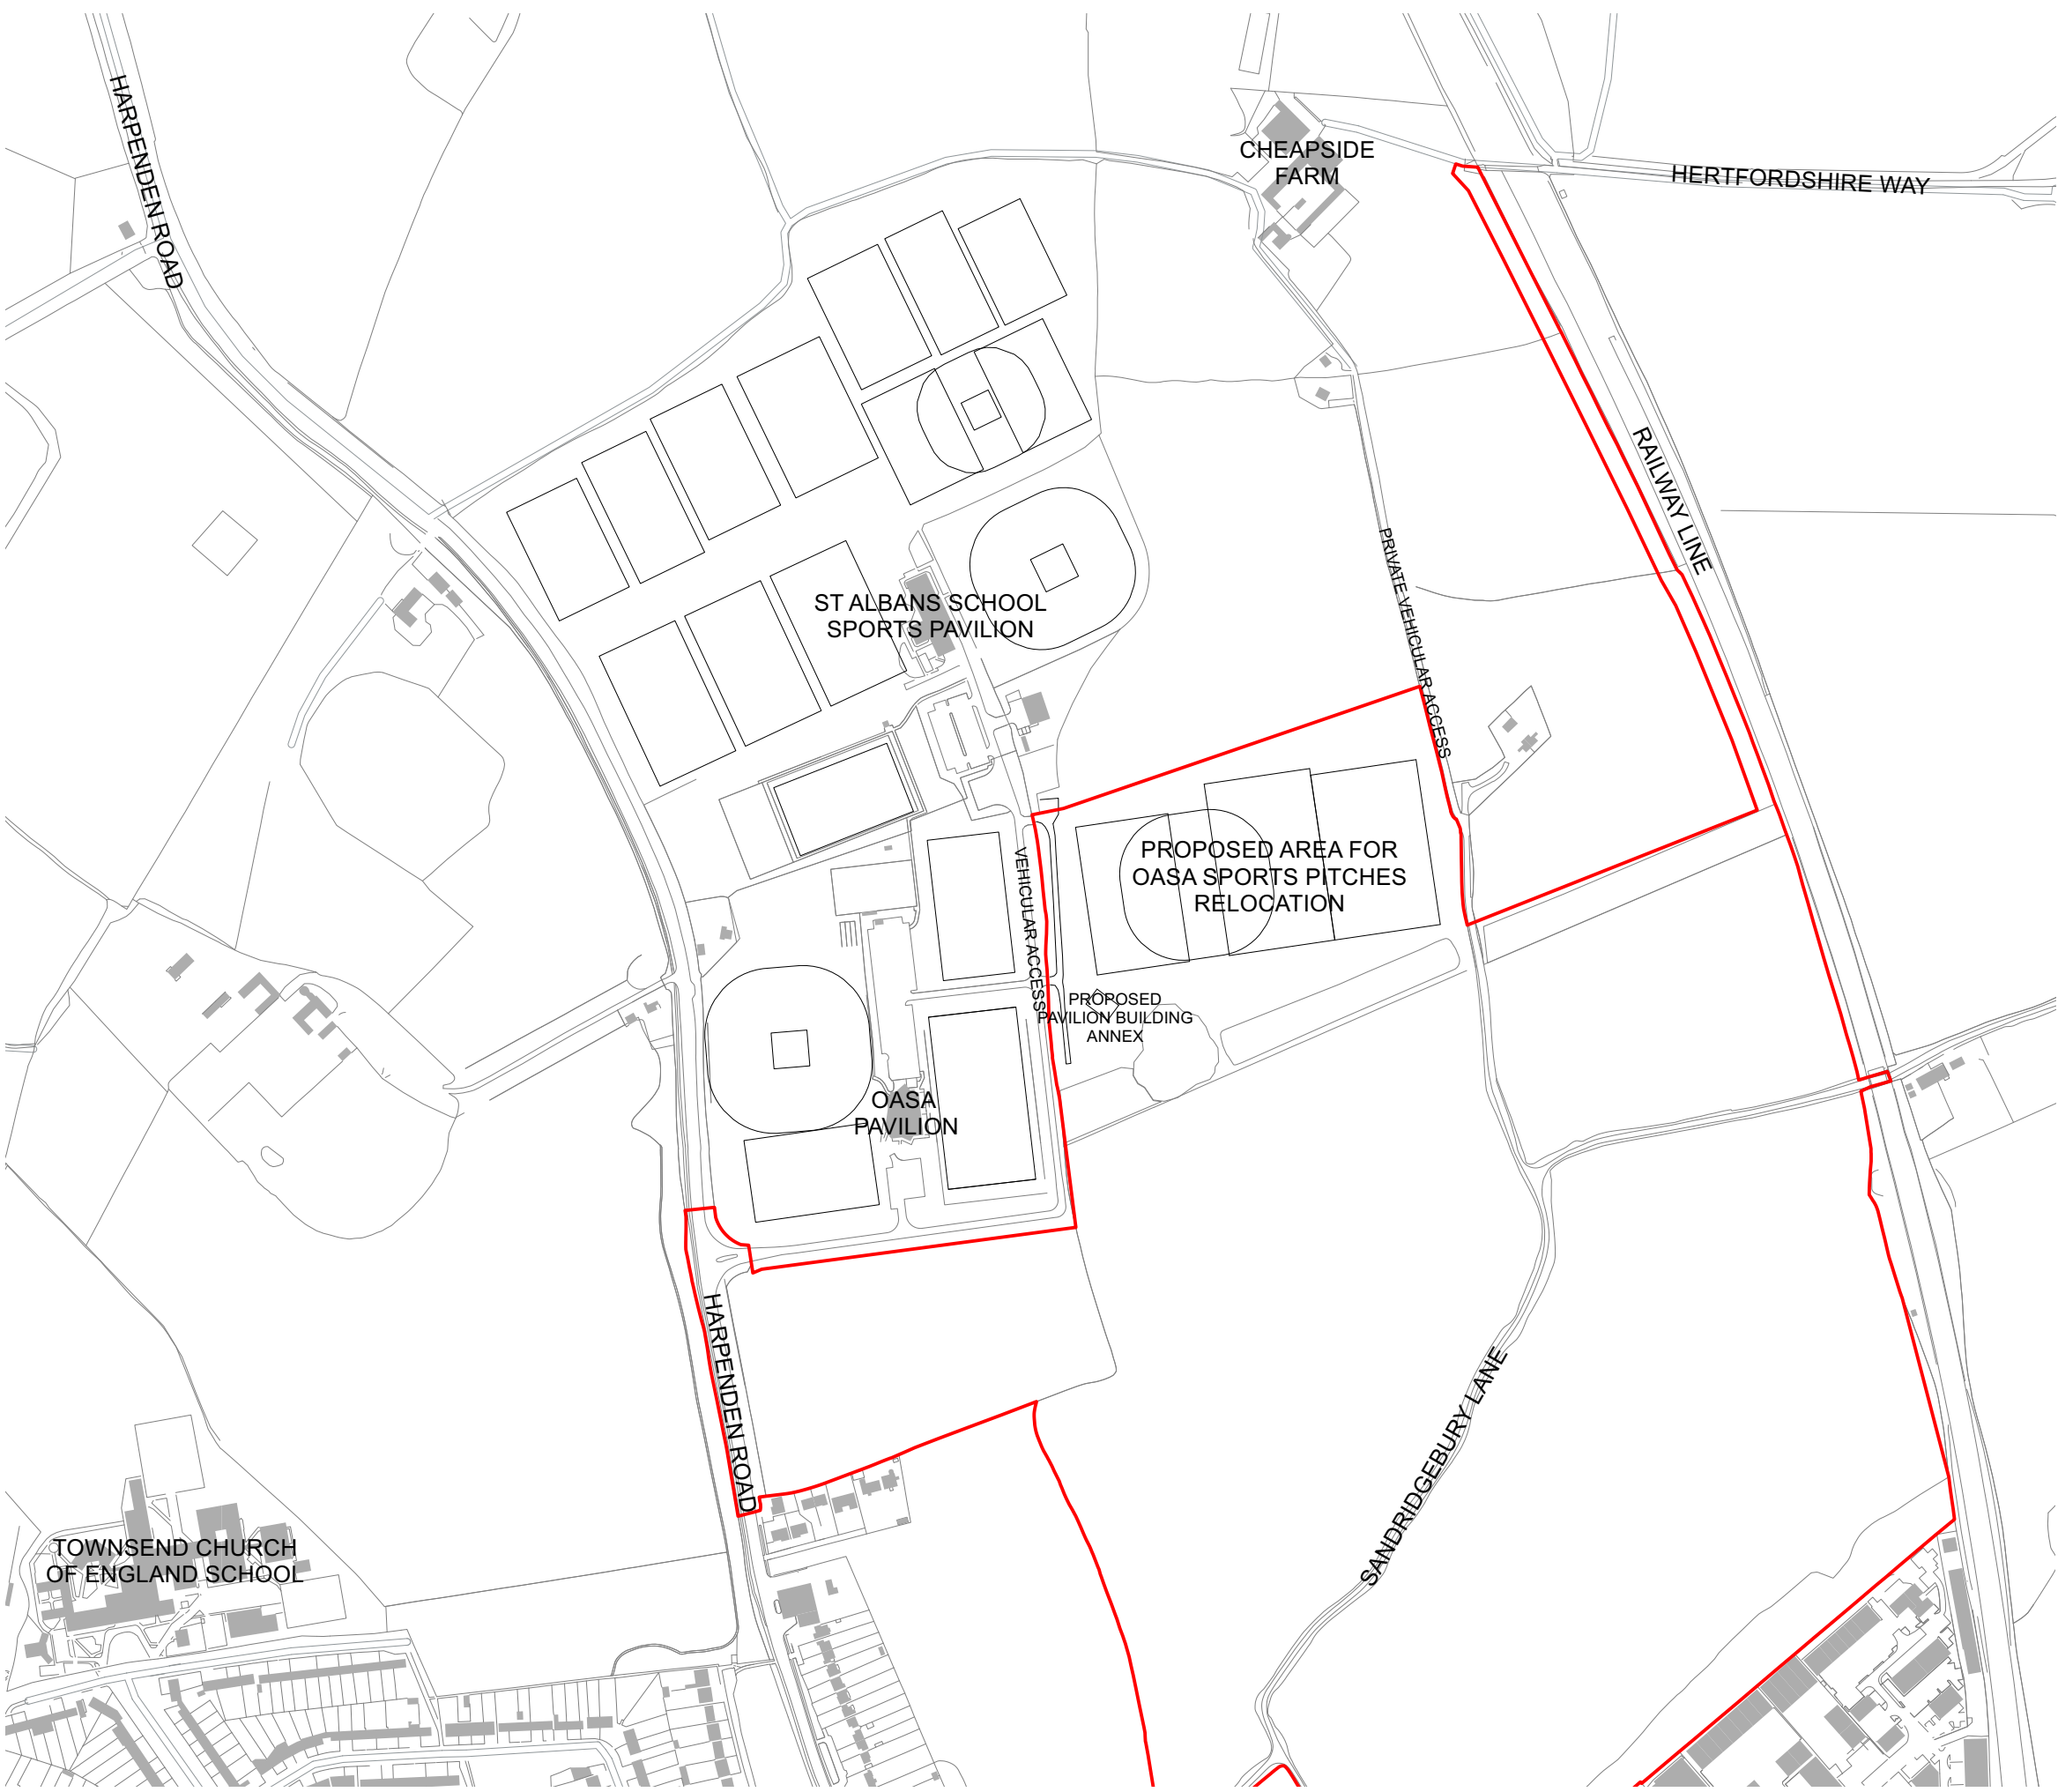 HARPENDEN ROAD
CHEAPSIDE
FARM
HERTFORDSHIRE WAY
RAILWAY LINE
PRIVATE VEHICULAR ACCESS
ST ALBANS SCHOOL
SPORTS PAVILION
PROPOSED AREA FOR
OASA SPORTS PITCHES
RELOCATION
VEHICULAR ACCESS
PROPOSED
PAVILION BUILDING
ANNEX
OASA
PAVILION
HARPENDEN ROAD
SANDRIDGEBURY LANE
TOWNSEND CHURCH
OF ENGLAND SCHOOL